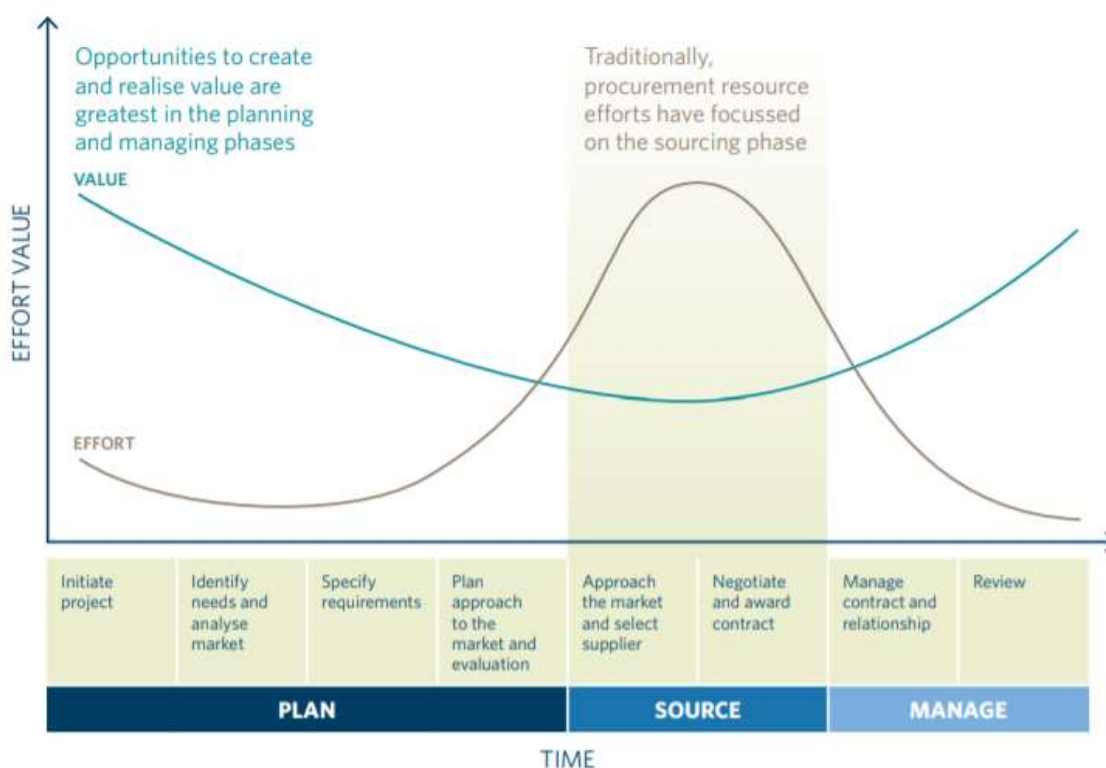 Opportunities to create
and realise value are
greatest in the planning
and managing phases
Traditionally,
procurement resource
efforts have focussed
on the sourcing phase
VALUE
EFFORT VALUE
EFFORT
Initiate
project
Identify
needs and
analyse
market
Specify
requirements
Plan
approach
to the
market and
evaluation
Approach
the market
and select
supplier
Negotiate
and award
contract
Manage
contract and
relationship
Review
PLAN
SOURCE
MANAGE
TIME